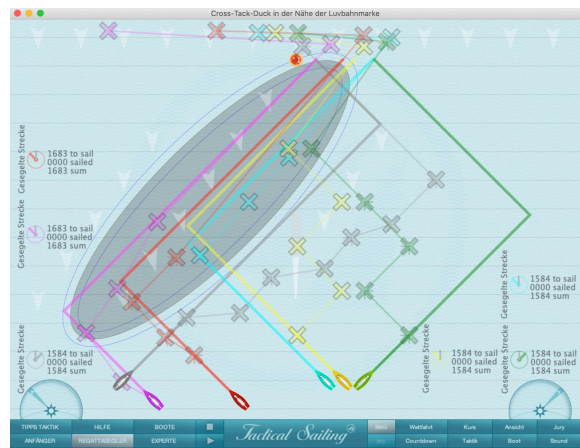 Cross-Tack-Duck in der Nähe der Luvbahnmarke
Gesegelte Strecke
1683 to sail
0000 sailed
1683 sum
Gesegelte Strecke
1683 to sail
0000 sailed
1683 sum
Gesegelte Strecke
1584 to sail
0000 sailed
1584 sum
Gesegelte Strecke
1584 to sail
0000 sailed
1584 sum
Gesegelte Strecke
1584 to sail
0000 sailed
1584 sum
Gesegelte Strecke
1584 to sail
0000 sailed
1584 sum
TIPPS TAKTIK
HILFE
BOOTE
Tactical Sailing
Wettfahrt
Kurs
Ansicht
Jury
ANFÄNGER
REGATTASEGLER
EXPERTE
Countdown
Taktik
Boot
Sound